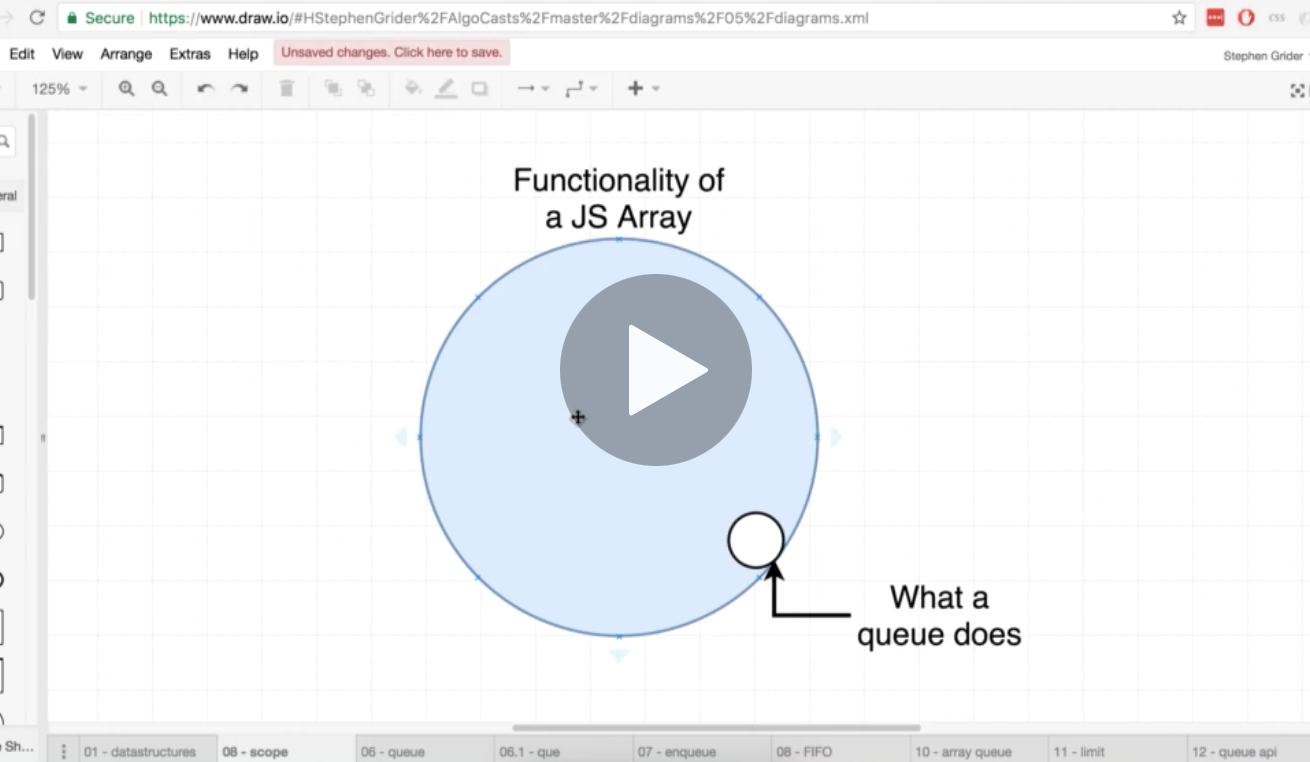 Secure https://www.draw.io/#HStephenGrider%2FAlgoCasts%2Fmaster%2Fdiagrams%2F05%2Fdiagrams.xml
CSS
Edit View Arrange Extras Help Unsaved changes. Click here to save.
Stephen Grider
125%
eral
Functionality of
a JS Array
What a
queue does
Sh...
01 - datastructures 08 - scope 06 - queue 06.1 - que 07 - enqueue 08 - FIFO 10 - array queue 11 - limit 12 - queue api